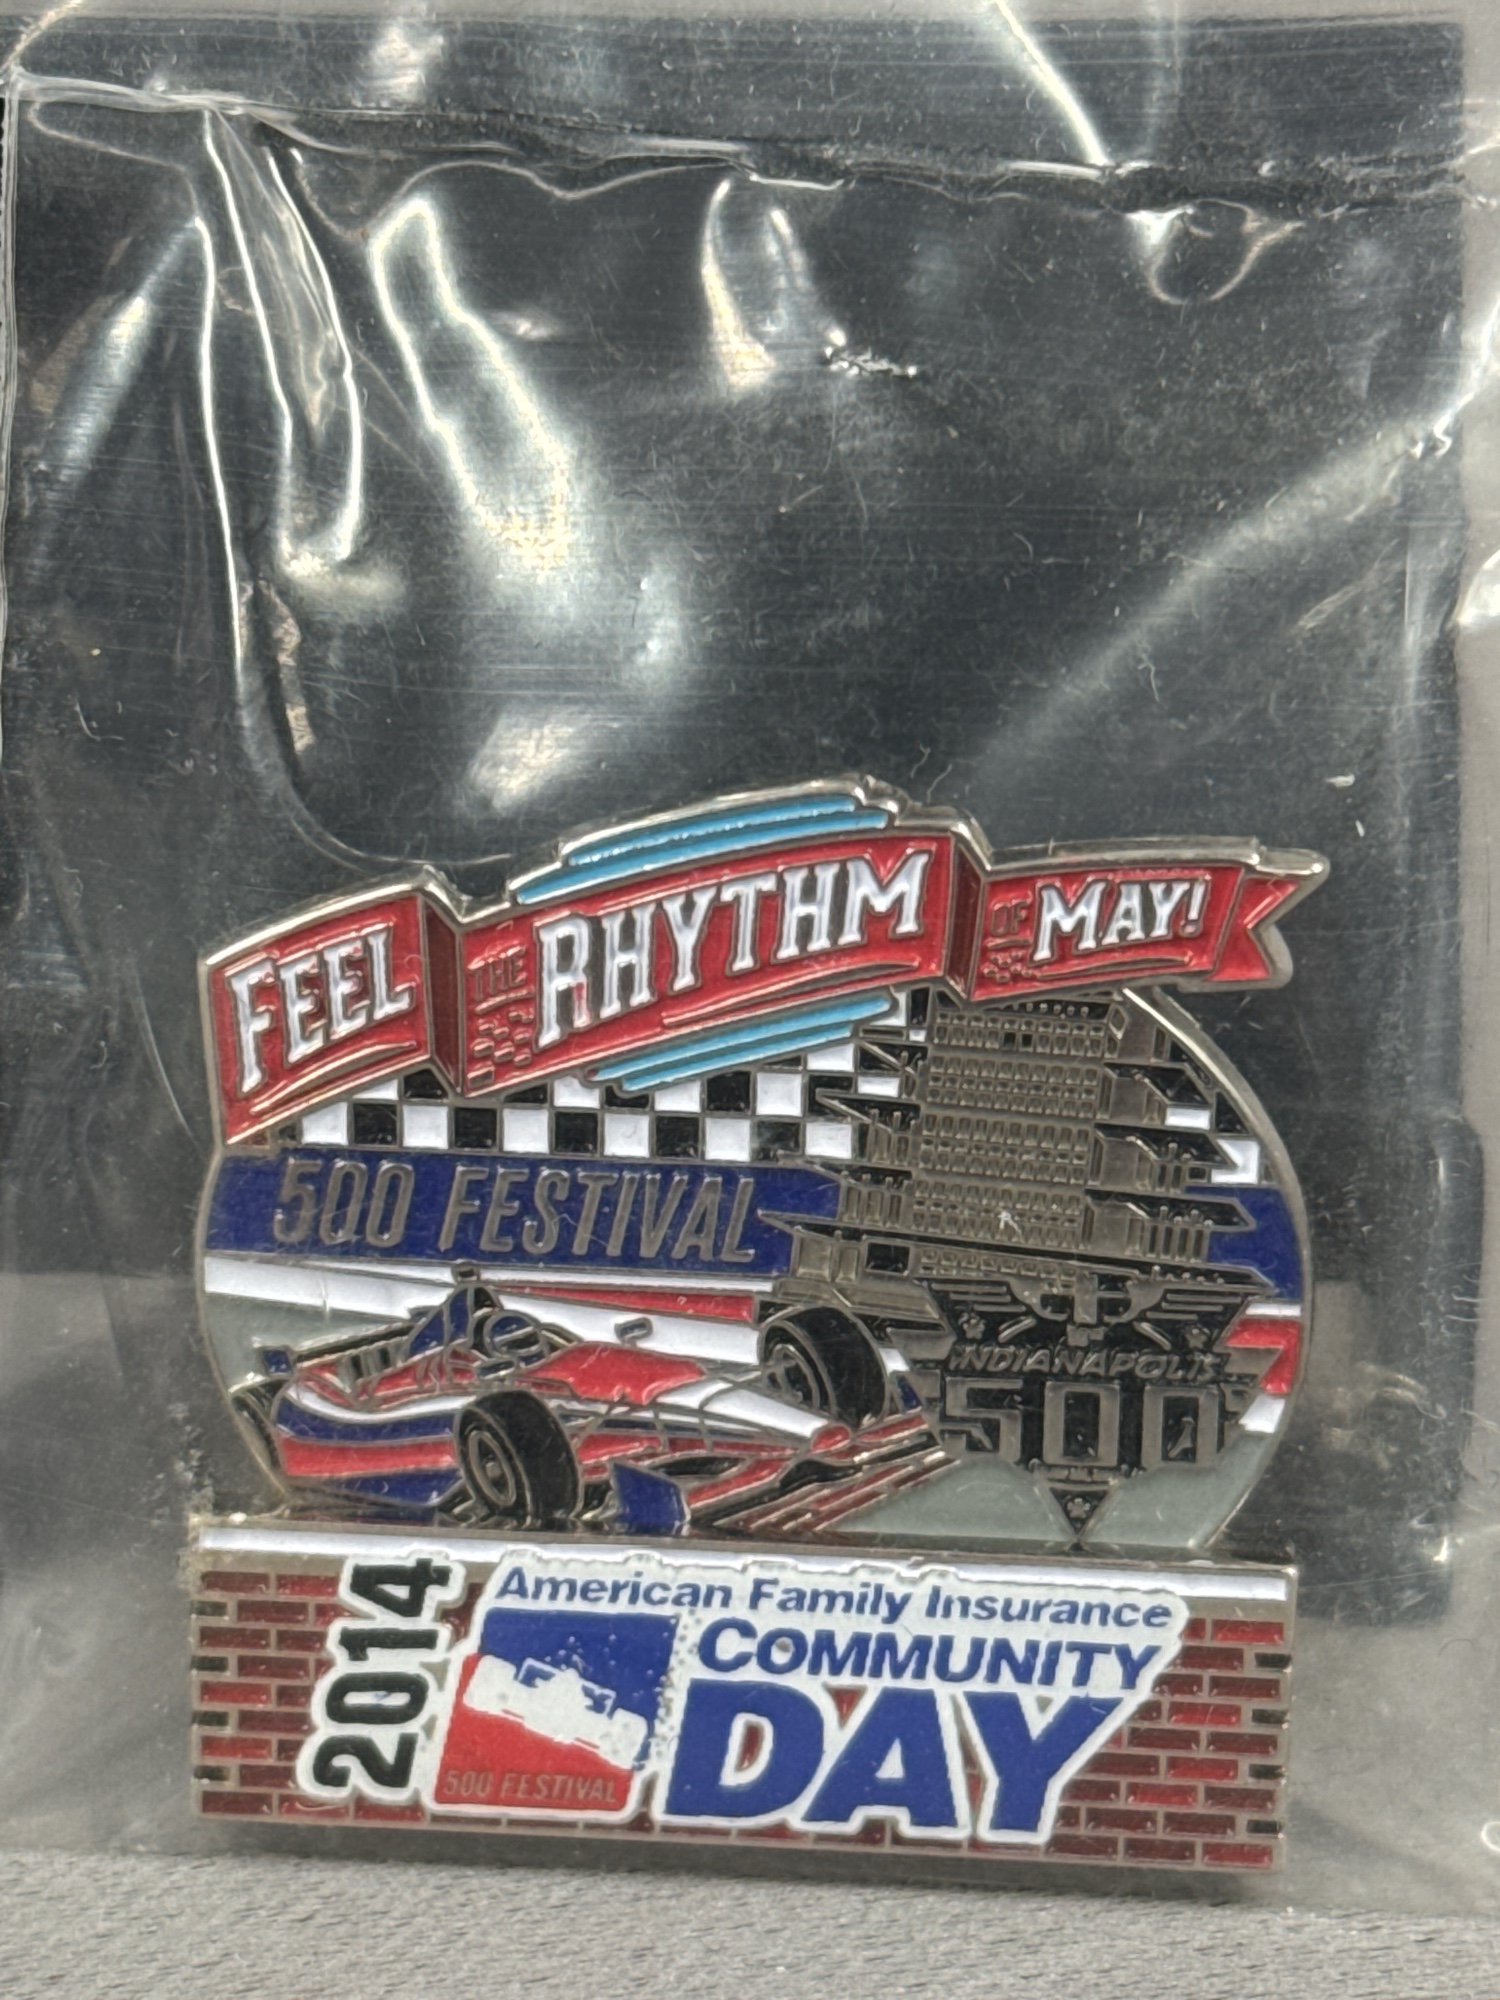 FEEL THE RHYTHM OF MAY!
500 FESTIVAL
INDIANAPOLIS
500
2014
American Family Insurance
COMMUNITY
DAY
500 FESTIVAL